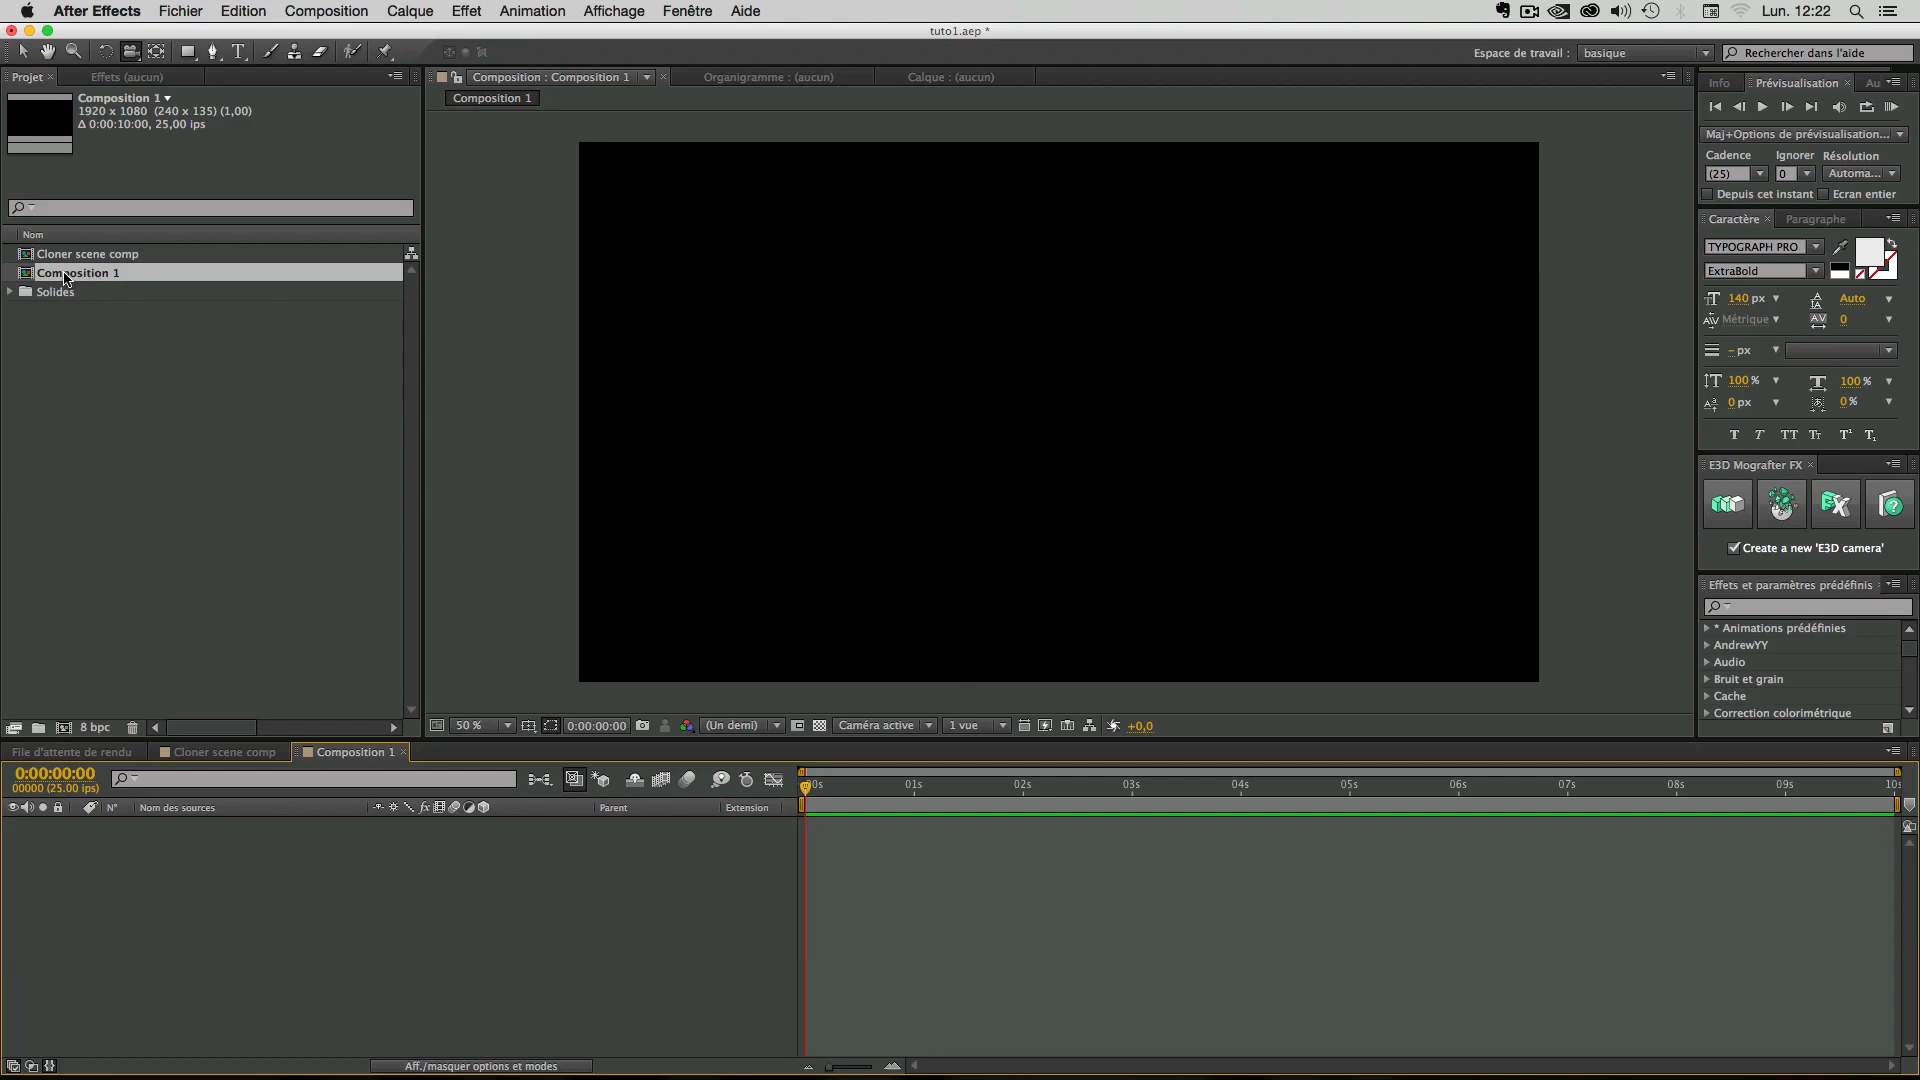 After Effects Fichier Edition Composition Calque Effet Animation Affichage Fenêtre Aide Lun. 12:22
tuto1.aep *
Espace de travail : basique Rechercher dans l'aide
Projet Effets (aucun) Composition : Composition 1 Organigramme : (aucun) Calque : (aucun) Info Prévisualisation Au
Composition 1
1920 x 1080 (240 x 135) (1,00)
Δ 0:00:10:00, 25,00 ips
Composition 1
Maj+Options de prévisualisation...
Cadence Ignorer Résolution
(25) 0 Automa...
Depuis cet instant Ecran entier
Caractère Paragraphe
TYPOGRAPH PRO
ExtraBold
140 px Auto
Métrique 0
- px
100 % 100 %
0 px 0 %
T T TT Tt T¹ T₁
E3D Mografter FX
Create a new 'E3D camera'
Effets et paramètres prédéfinis
* Animations prédéfinies
AndrewYY
Audio
Bruit et grain
Cache
Correction colorimétrique
Nom
Cloner scene comp
Composition 1
Solides
8 bpc
50 % 0:00:00:00 (Un demi) Caméra active 1 vue +0,0
File d'attente de rendu Cloner scene comp Composition 1
0:00:00:00
00000 (25.00 ips)
00s 01s 02s 03s 04s 05s 06s 07s 08s 09s 10s
N° Nom des sources fx Parent Extension
Aff./masquer options et modes